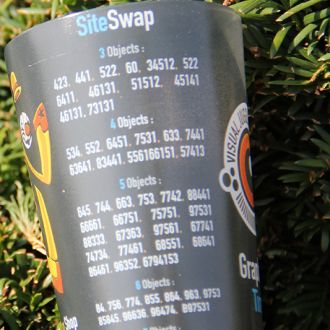 SiteSwap
3 Objects :
423, 441, 522, 60, 34512, 522
6411, 46131, 51512, 45141
46131,73131
4 Objects :
534, 552, 6451, 7531, 633, 7441
63641, 83441, 556166151,57413
5 Objects :
645, 744, 663, 753, 7742, 88441
66661, 66751, 75751, 97531
88333, 67363, 97561, 67741
74734, 77461, 68551, 68641
86461, 96352, 6794153
6 Objects :
84, 756, 774, 855, 864, 963, 9753
Shop